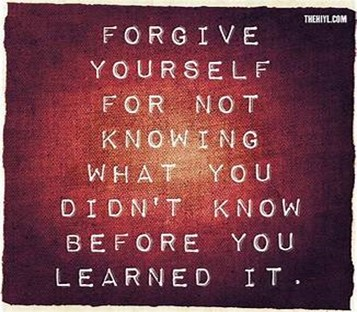 THEHIYL.COM
FORGIVE
YOURSELF
FOR NOT
KNOWING
WHAT YOU
DIDN'T KNOW
BEFORE YOU
LEARNED IT.